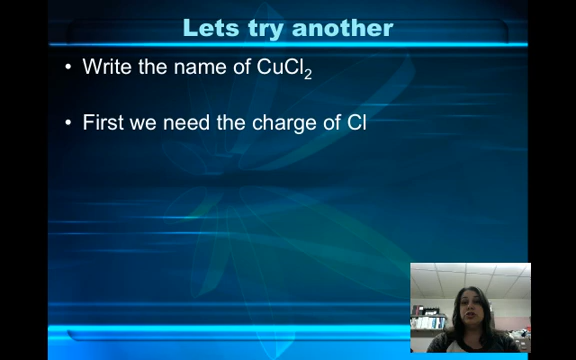 Lets try another
• Write the name of CuCl₂
• First we need the charge of Cl